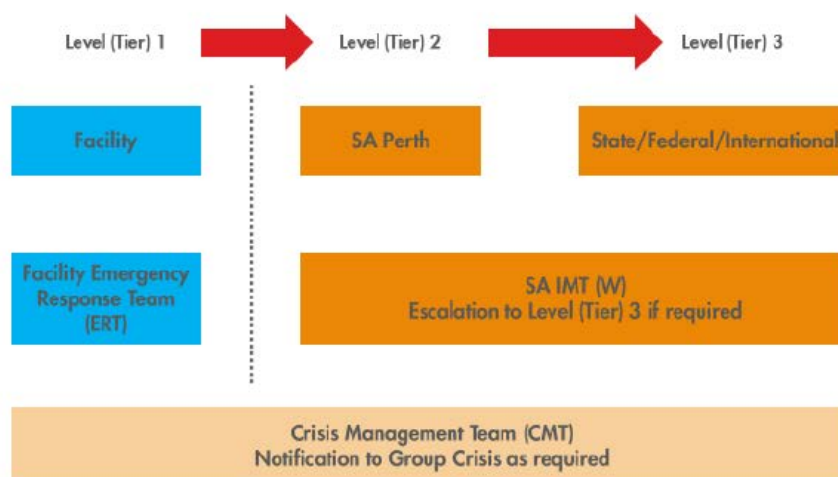 Level (Tier) 1
Level (Tier) 2
Level (Tier) 3
Facility
SA Perth
State/Federal/International
Facility Emergency
Response Team
(ERT)
SA IMT (W)
Escalation to Level (Tier) 3 if required
Crisis Management Team (CMT)
Notification to Group Crisis as required